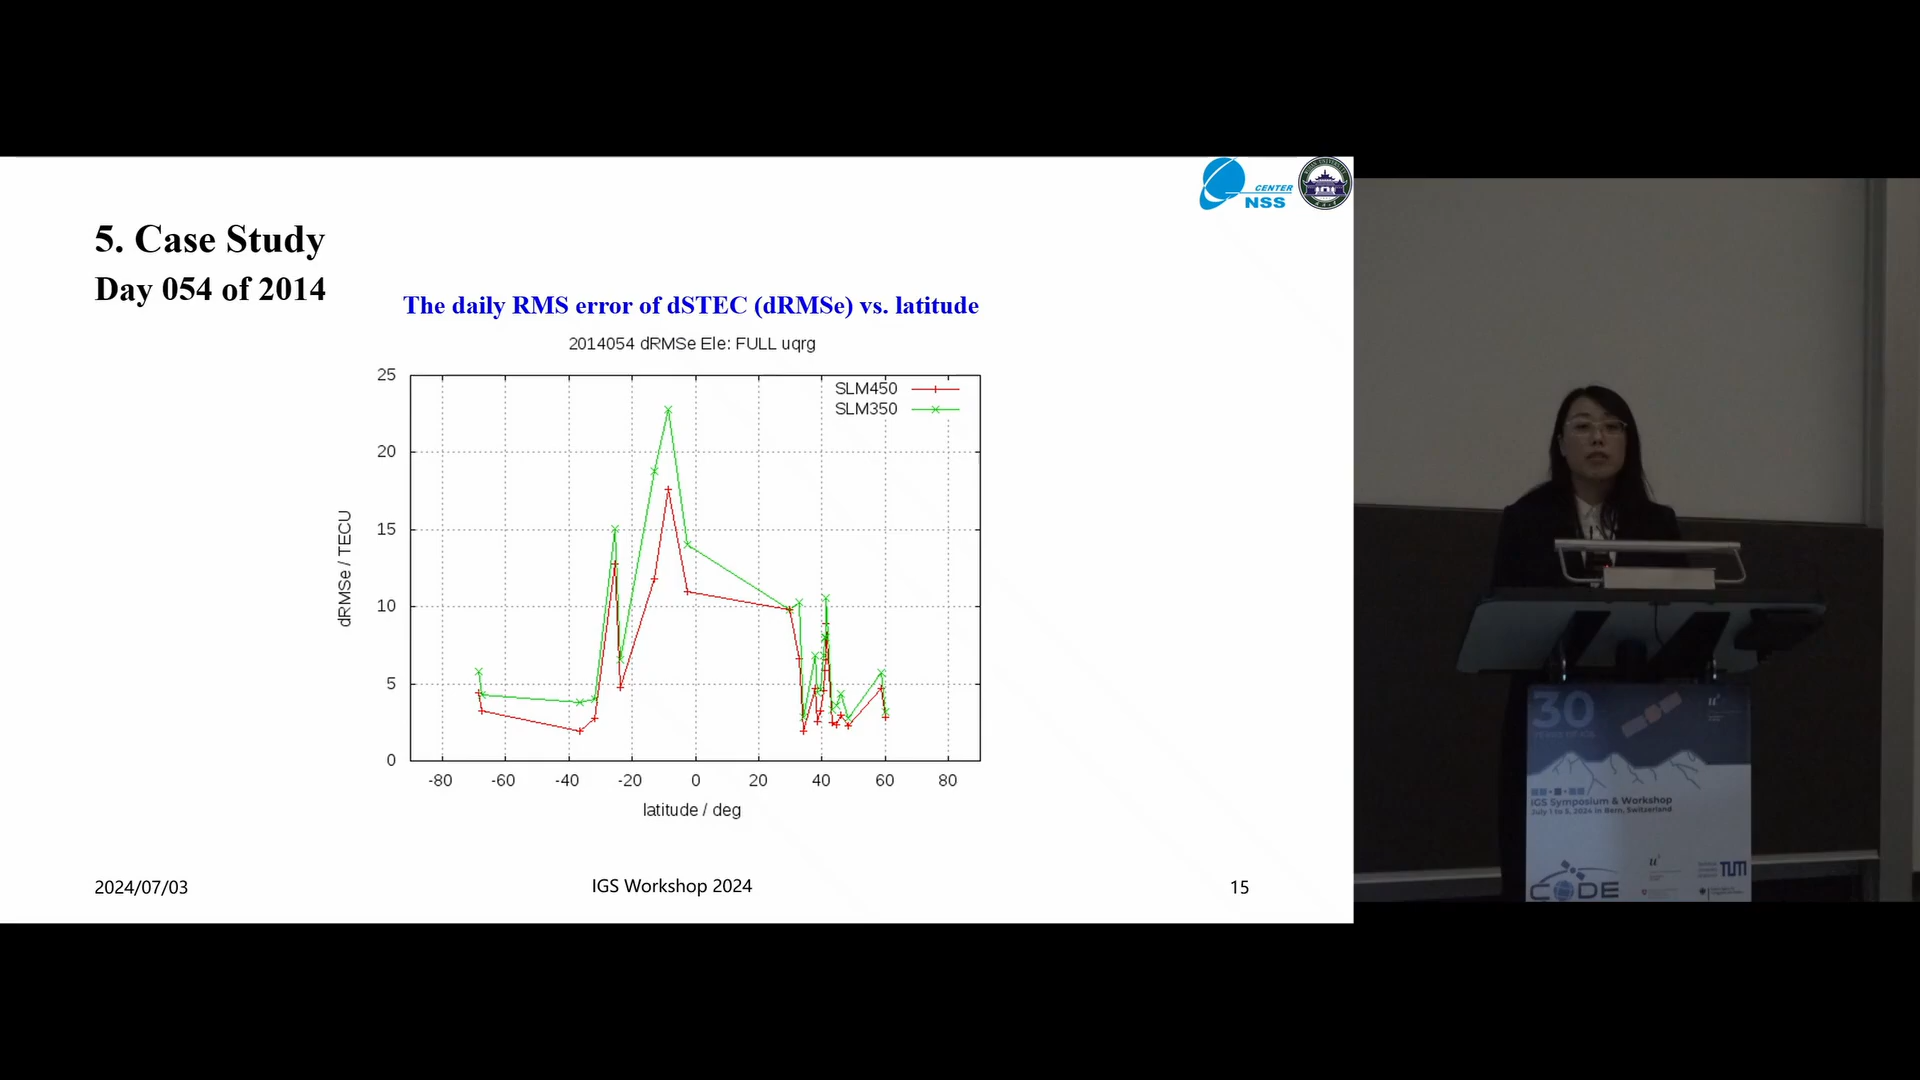 CENTER
NSS
5. Case Study
Day 054 of 2014
The daily RMS error of dSTEC (dRMSe) vs. latitude
2014054 dRMSe Ele: FULL uqrg
SLM450
SLM350
25
20
15
10
5
0
dRMSe / TECU
-80 -60 -40 -20 0 20 40 60 80
latitude / deg
2024/07/03
IGS Workshop 2024
15
30
YEARS OF IGS
IGS Symposium & Workshop
July 1 to 5, 2024 in Bern, Switzerland
CODE
TUM